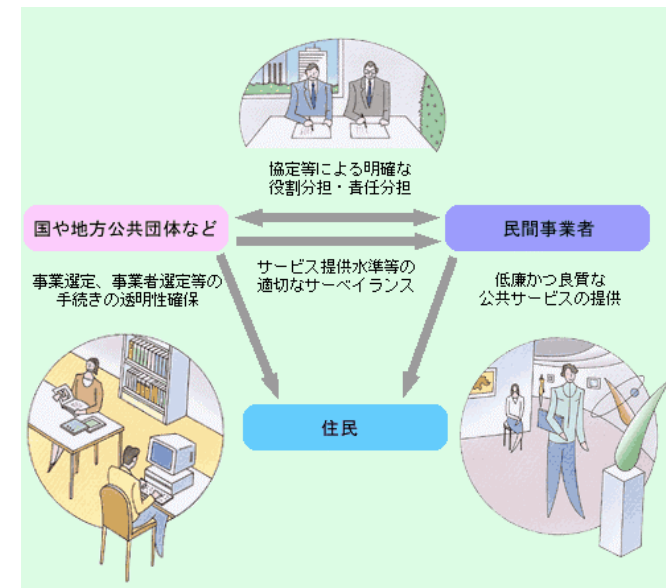 協定等による明確な
役割分担・責任分担
国や地方公共団体など
民間事業者
サービス提供水準等の
適切なサーベイランス
事業選定、事業者選定等の
手続きの透明性確保
低廉かつ良質な
公共サービスの提供
住民